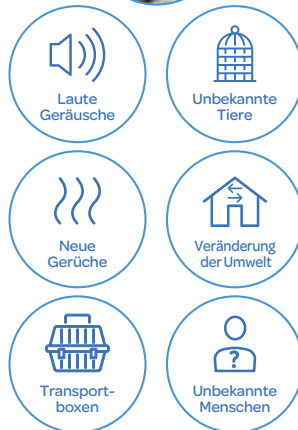 Laute
Geräusche
Unbekannte
Tiere
Neue
Gerüche
Veränderung
der Umwelt
Transport-
boxen
?
Unbekannte
Menschen